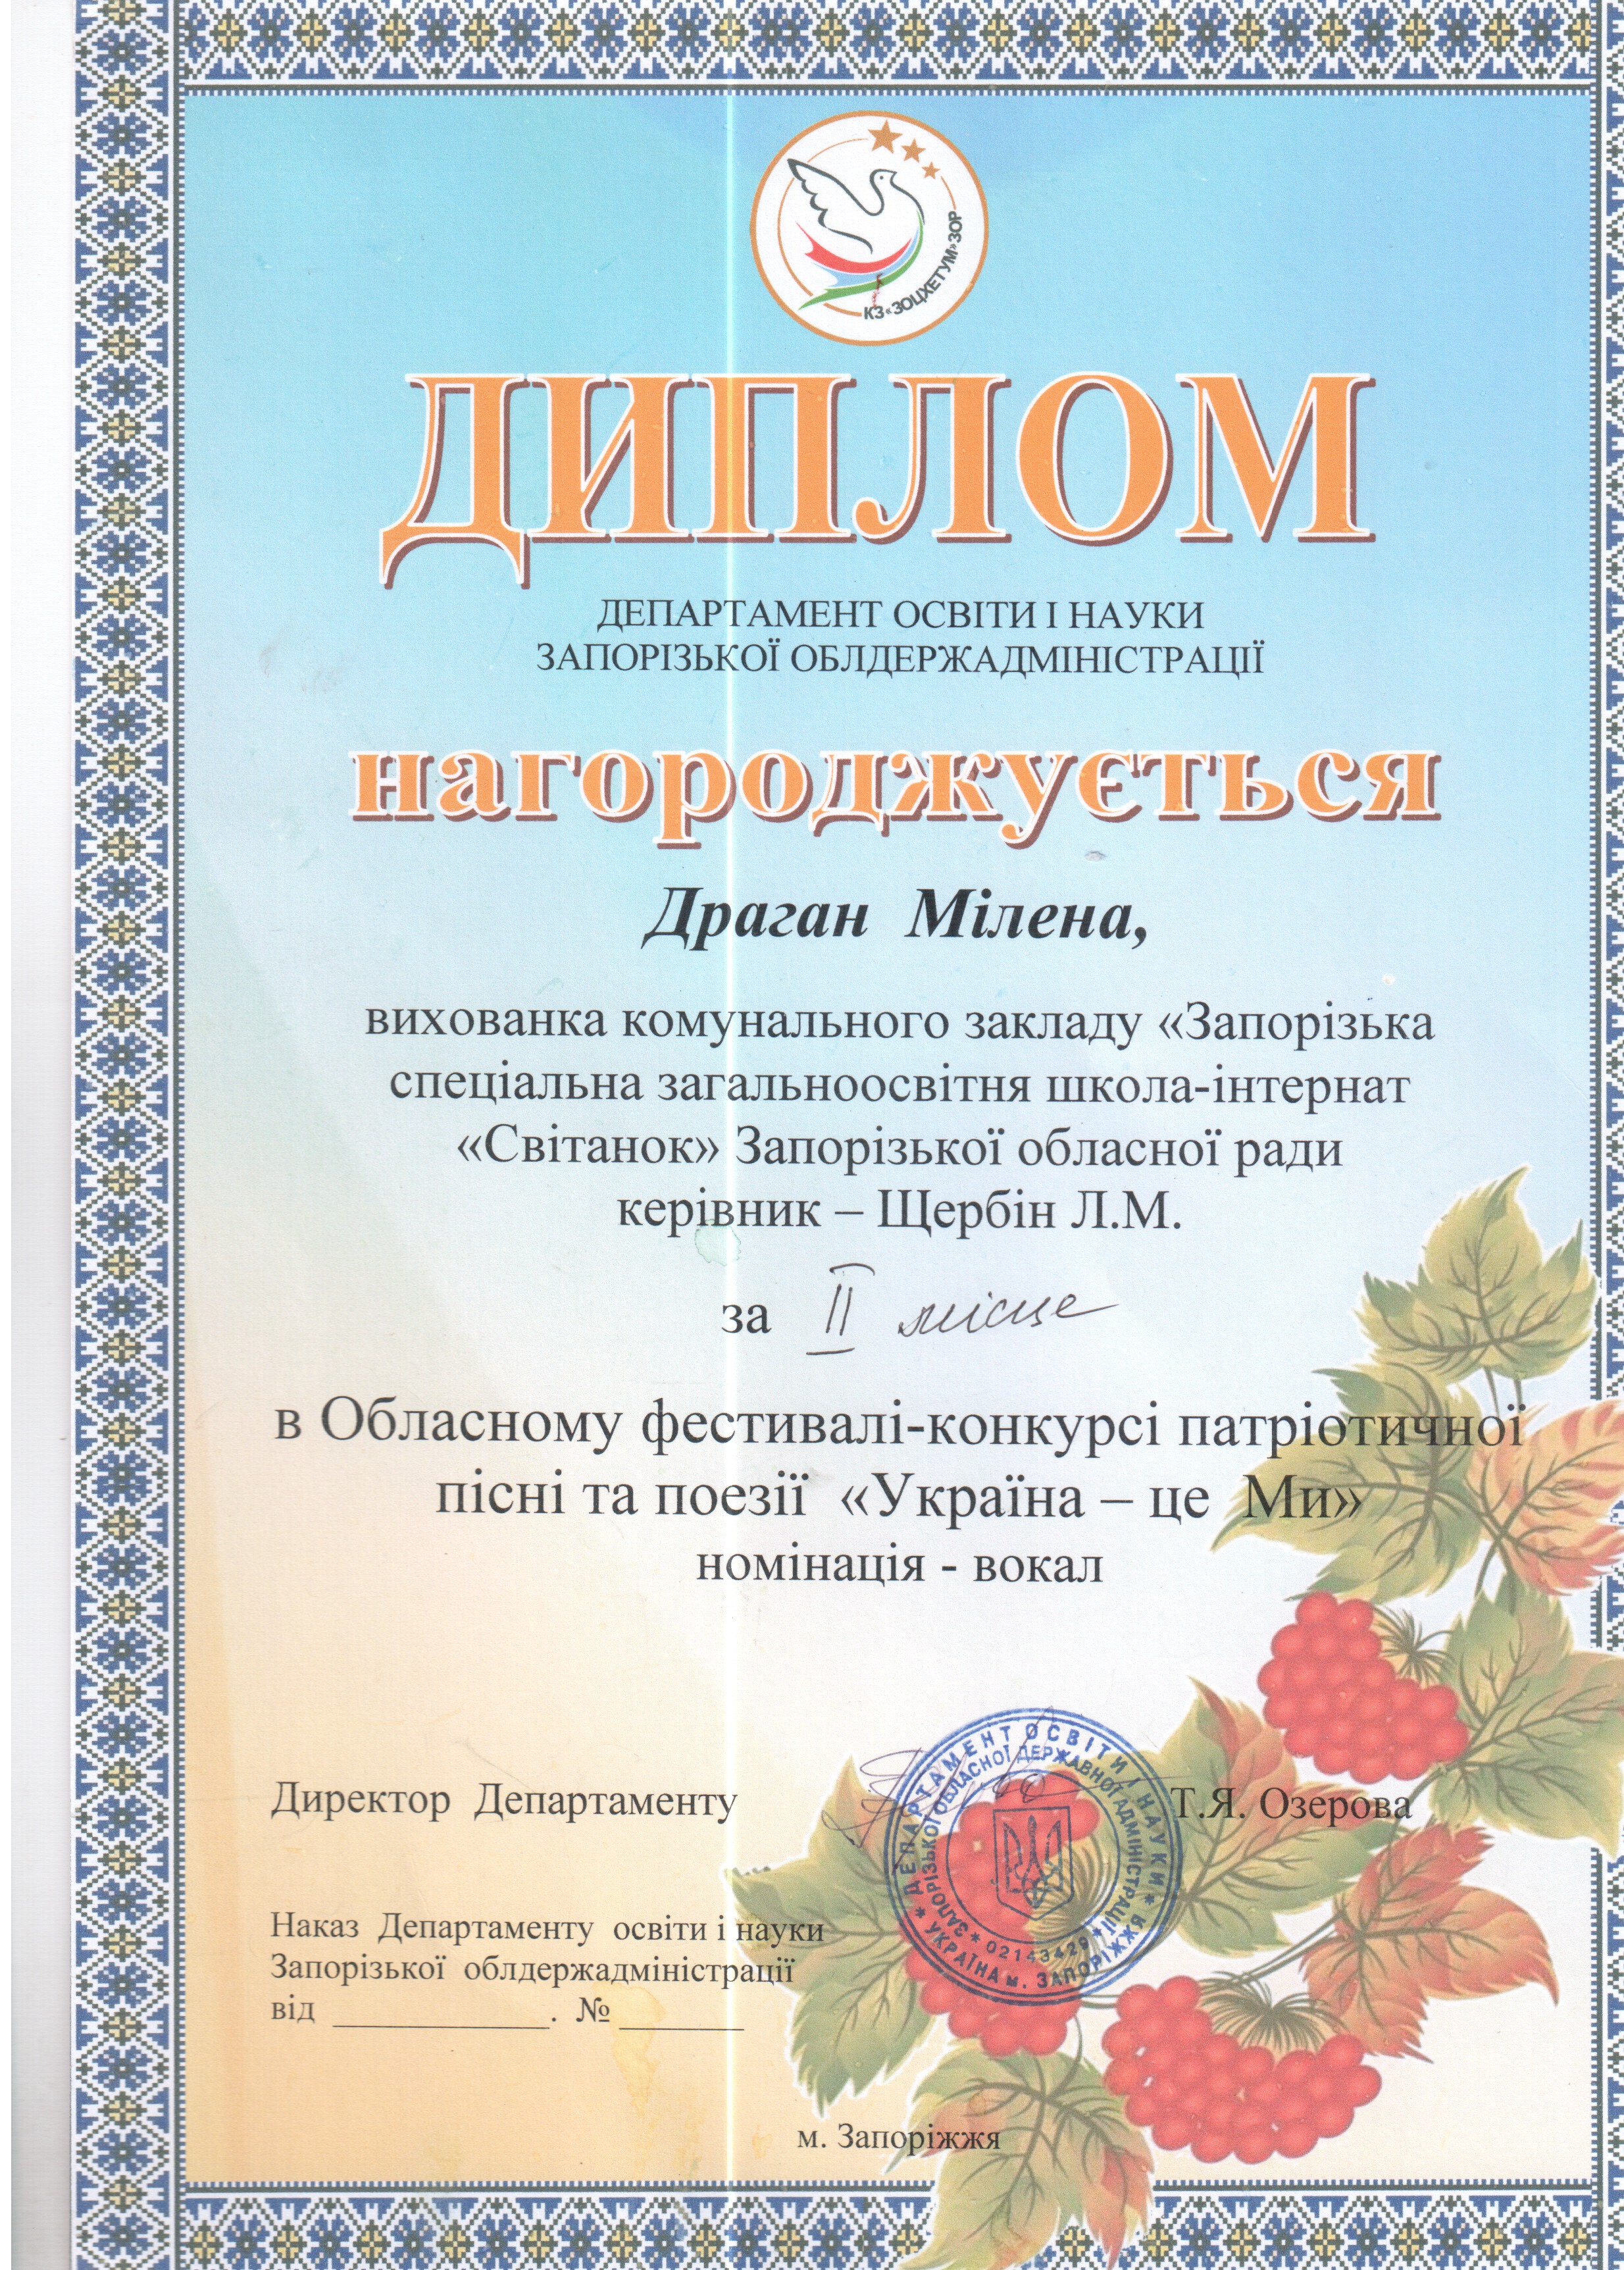 КЗ «ЗОЦХЕТУМ» ЗОР
ДИПЛОМ
ДЕПАРТАМЕНТ ОСВІТИ І НАУКИ
ЗАПОРІЗЬКОЇ ОБЛДЕРЖАДМІНІСТРАЦІЇ
нагороджується
Драган Мілена,
вихованка комунального закладу «Запорізька
спеціальна загальноосвітня школа-інтернат
«Світанок» Запорізької обласної ради
керівник – Щербін Л.М.
за II місце
в Обласному фестивалі-конкурсі патріотичної
пісні та поезії «Україна – це Ми»
номінація - вокал
Директор Департаменту Т.Я. Озерова
ДЕПАРТАМЕНТ ОСВІТИ І НАУКИ
ЗАПОРІЗЬКОЇ ОБЛАСНОЇ ДЕРЖАВНОЇ АДМІНІСТРАЦІЇ
* 02143429 *
* УКРАЇНА м. ЗАПОРІЖЖЯ *
Наказ Департаменту освіти і науки
Запорізької облдержадміністрації
від ____________. № _______
м. Запоріжжя